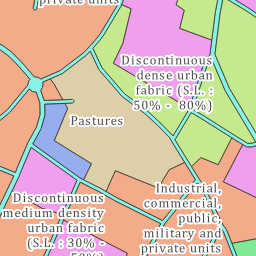 private units
Discontinuous
dense urban
fabric (S.L. :
50% - 80%)
Pastures
Discontinuous
medium density
urban fabric
(S.L. : 30% -
50%)
Industrial,
commercial,
public,
military and
private units